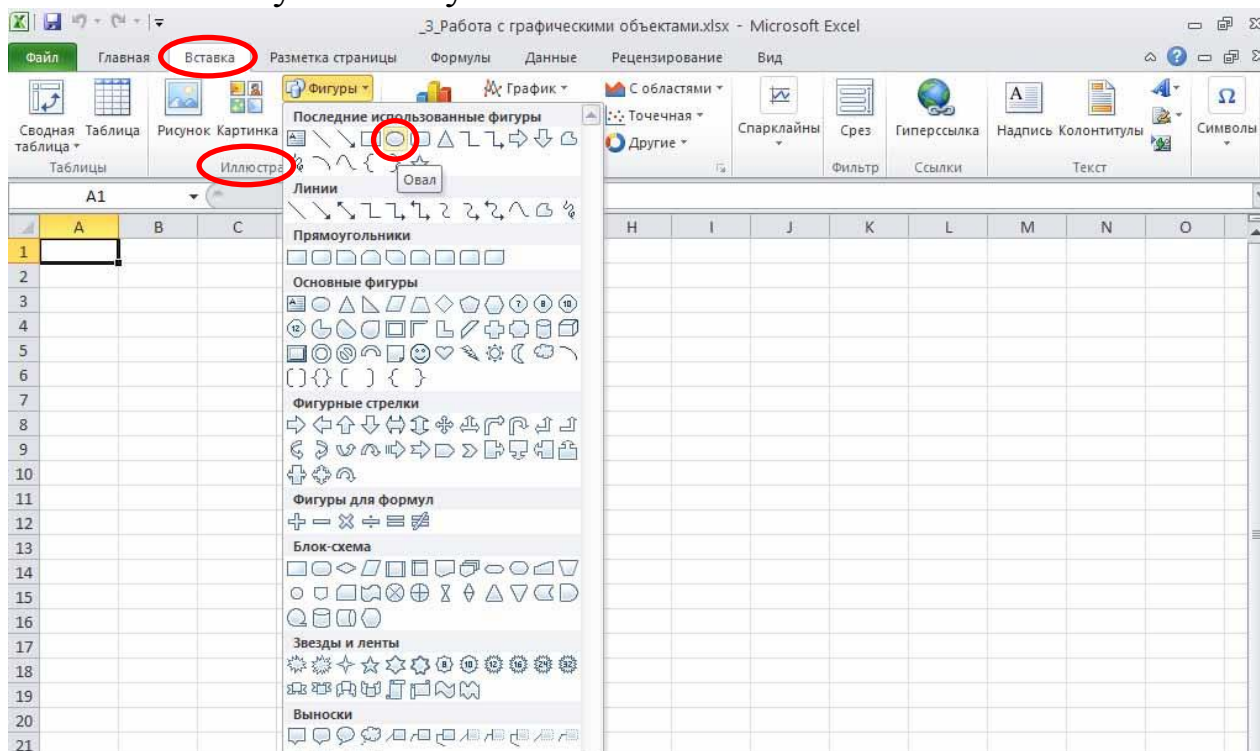 _3_Работа с графическими объектами.xlsx - Microsoft Excel
Файл Главная Вставка Разметка страницы Формулы Данные Рецензирование Вид
Сводная таблица
Таблица
Рисунок
Картинка
Фигуры
График
С областями
Точечная
Другие
Спарклайны
Срез
Гиперссылка
Надпись
Колонтитулы
Символы
Таблицы
Фильтр Ссылки Текст
A1
Последние использованные фигуры
Овал
Линии
Прямоугольники
Основные фигуры
Фигурные стрелки
Фигуры для формул
Блок-схема
Звезды и ленты
Выноски
A B C H I J K L M N O
1
2
3
4
5
6
7
8
9
10
11
12
13
14
15
16
17
18
19
20
21